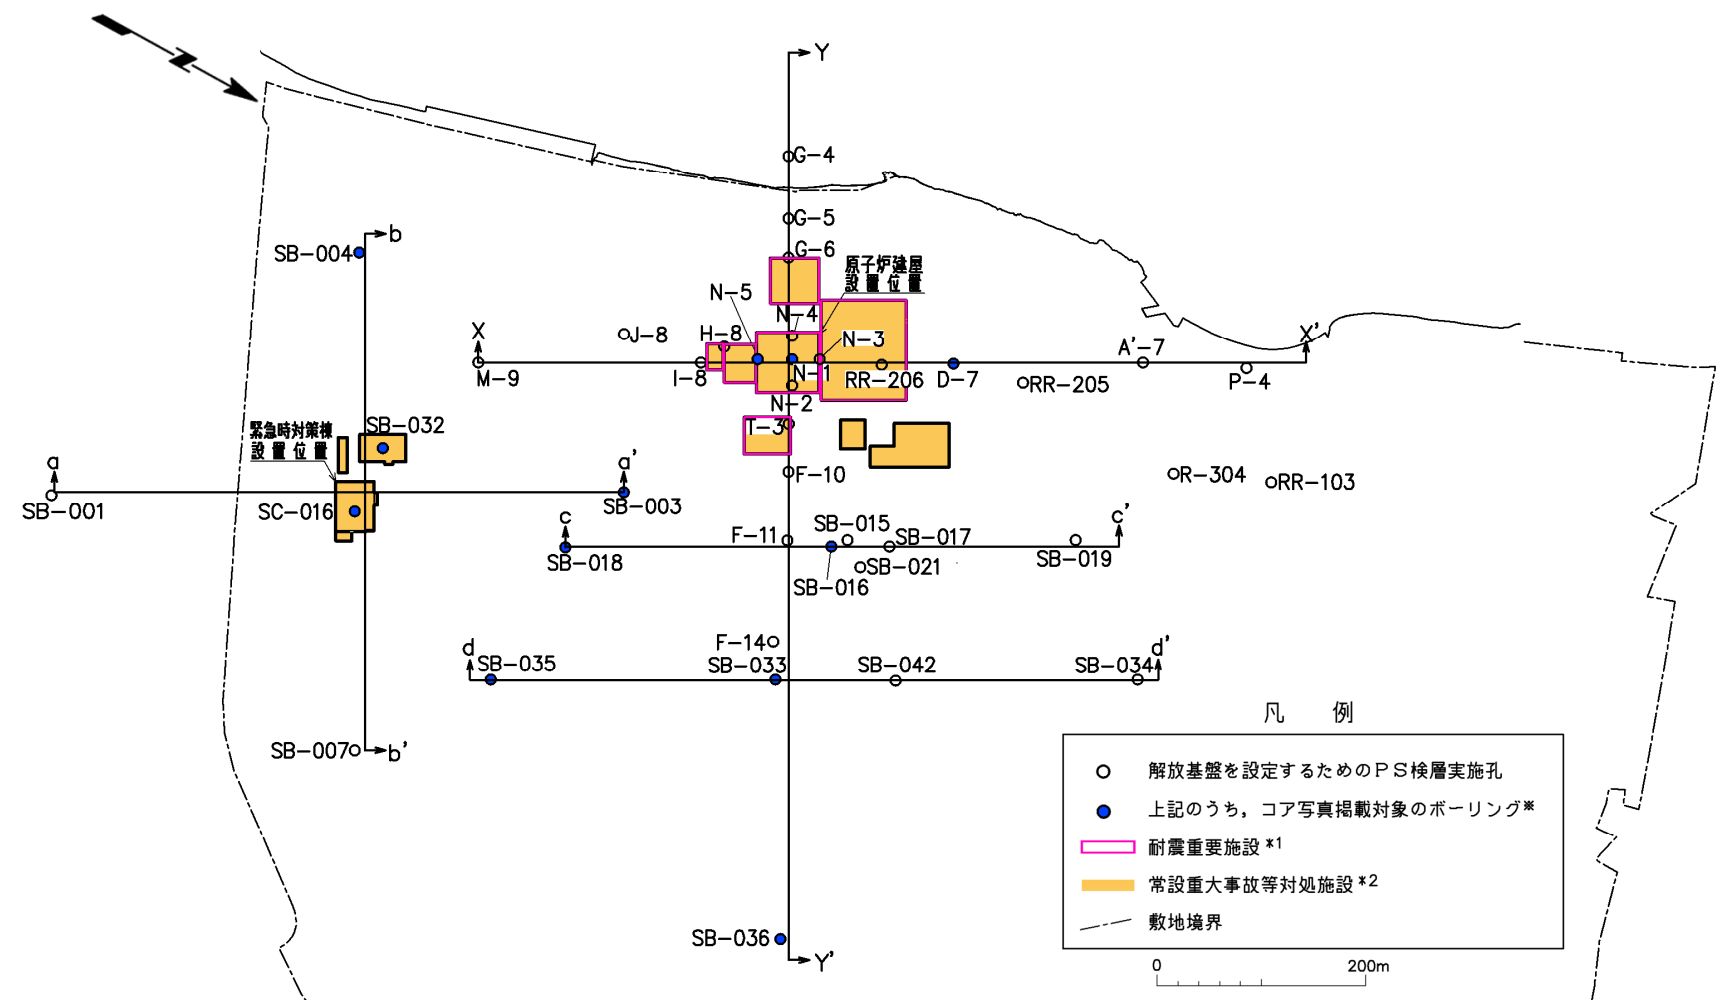 N
Y
G-4
G-5
G-6
b
SB-004
原子炉建屋
設置位置
N-5
N-4
X
J-8
H-8
N-3
A'-7
X'
M-9
I-8
N-1
RR-206
D-7
RR-205
P-4
N-2
緊急時対策棟
設置位置
SB-032
T-3
a
a'
F-10
R-304
RR-103
SB-001
SC-016
SB-003
c
c'
F-11
SB-015
SB-017
SB-019
SB-018
SB-021
SB-016
F-14
d
d'
SB-035
SB-033
SB-042
SB-034
SB-007
b'
SB-036
Y'
凡 例
解放基盤を設定するためのPS検層実施孔
上記のうち，コア写真掲載対象のボーリング※
耐震重要施設*1
常設重大事故等対処施設*2
敷地境界
0 200m